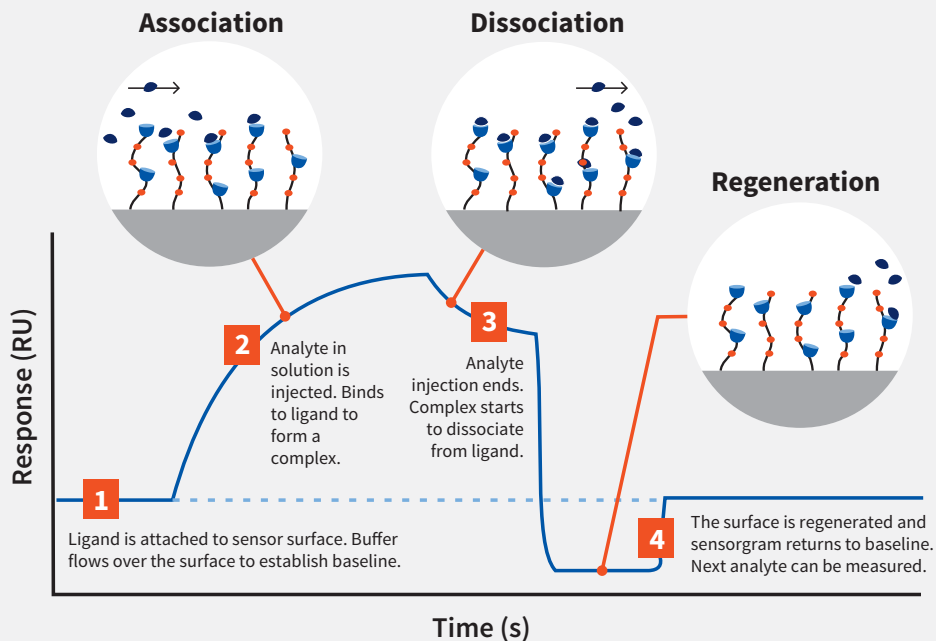 Association
Dissociation
Regeneration
Response (RU)
1
Ligand is attached to sensor surface. Buffer
flows over the surface to establish baseline.
2
Analyte in
solution is
injected. Binds
to ligand to
form a
complex.
3
Analyte
injection ends.
Complex starts
to dissociate
from ligand.
4
The surface is regenerated and
sensorgram returns to baseline.
Next analyte can be measured.
Time (s)